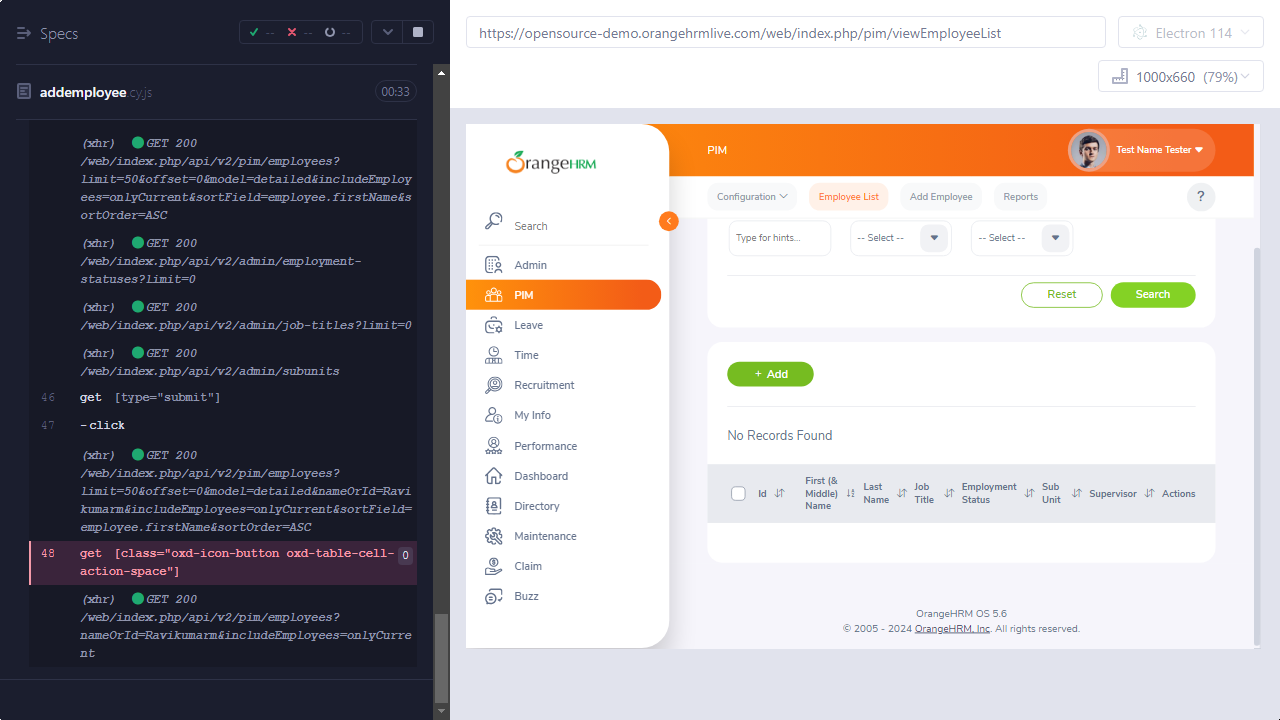 Specs
-- -- --
addemployee.cy.js
00:33
(xhr) GET 200
/web/index.php/api/v2/pim/employees?
limit=50&offset=0&model=detailed&includeEmploy
ees=onlyCurrent&sortField=employee.firstName&s
ortOrder=ASC
(xhr) GET 200
/web/index.php/api/v2/admin/employment-
statuses?limit=0
(xhr) GET 200
/web/index.php/api/v2/admin/job-titles?limit=0
(xhr) GET 200
/web/index.php/api/v2/admin/subunits
46 get [type="submit"]
47 -click
(xhr) GET 200
/web/index.php/api/v2/pim/employees?
limit=50&offset=0&model=detailed&nameOrId=Ravi
kumarm&includeEmployees=onlyCurrent&sortField=
employee.firstName&sortOrder=ASC
48 get [class="oxd-icon-button oxd-table-cell-
action-space"] 0
(xhr) GET 200
/web/index.php/api/v2/pim/employees?
nameOrId=Ravikumarm&includeEmployees=onlyCurre
nt
https://opensource-demo.orangehrmlive.com/web/index.php/pim/viewEmployeeList
Electron 114
1000x660 (79%)
OrangeHRM
Search
Admin
PIM
Leave
Time
Recruitment
My Info
Performance
Dashboard
Directory
Maintenance
Claim
Buzz
PIM
Test Name Tester
Configuration Employee List Add Employee Reports ?
Type for hints... -- Select -- -- Select --
Reset Search
+ Add
No Records Found
Id
First (& Middle) Name
Last Name
Job Title
Employment Status
Sub Unit
Supervisor
Actions
OrangeHRM OS 5.6
© 2005 - 2024 OrangeHRM, Inc. All rights reserved.